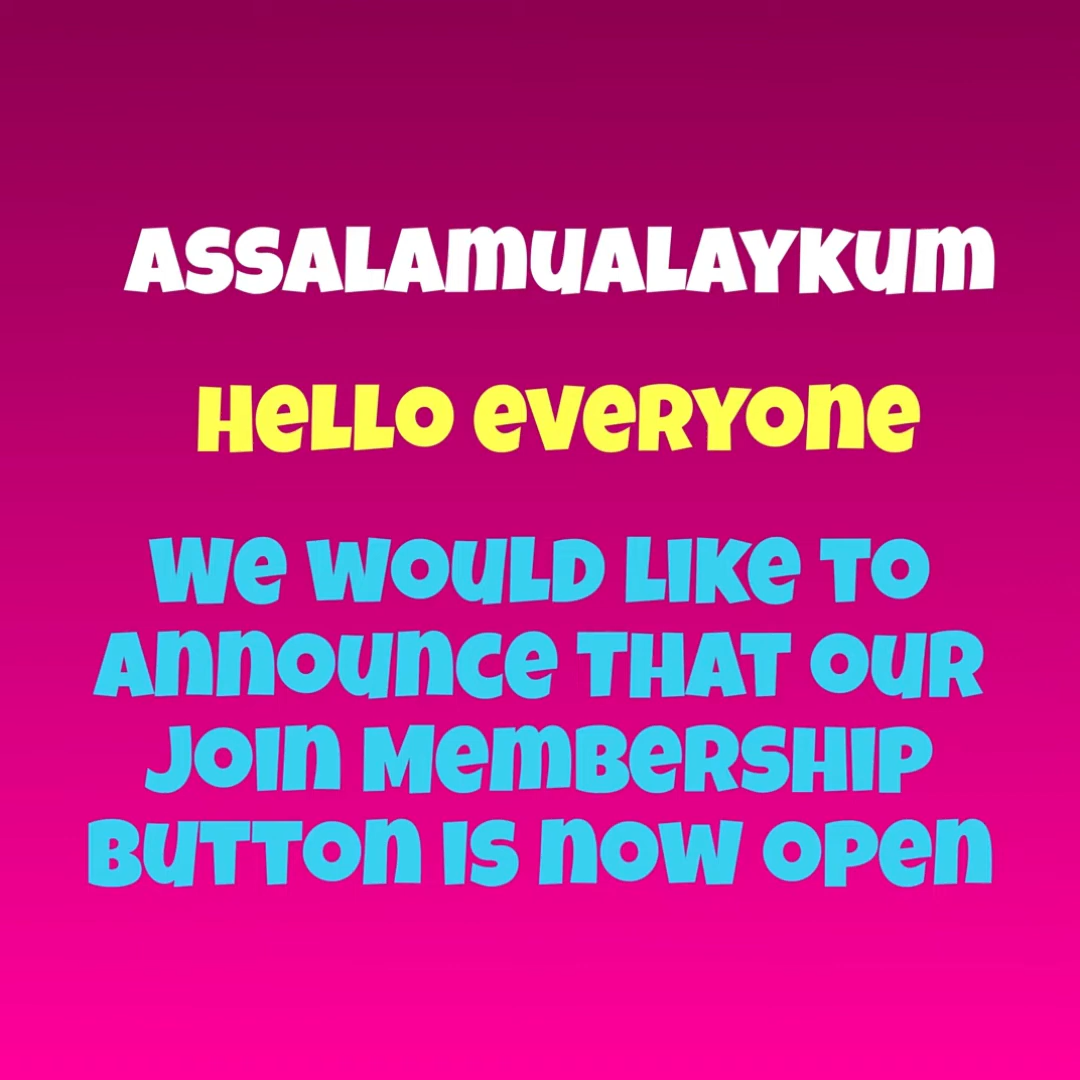 ASSALAMUALAYKUM
HELLO EVERYONE
WE WOULD LIKE TO
ANNOUNCE THAT OUR
JOIN MEMBERSHIP
BUTTON IS NOW OPEN